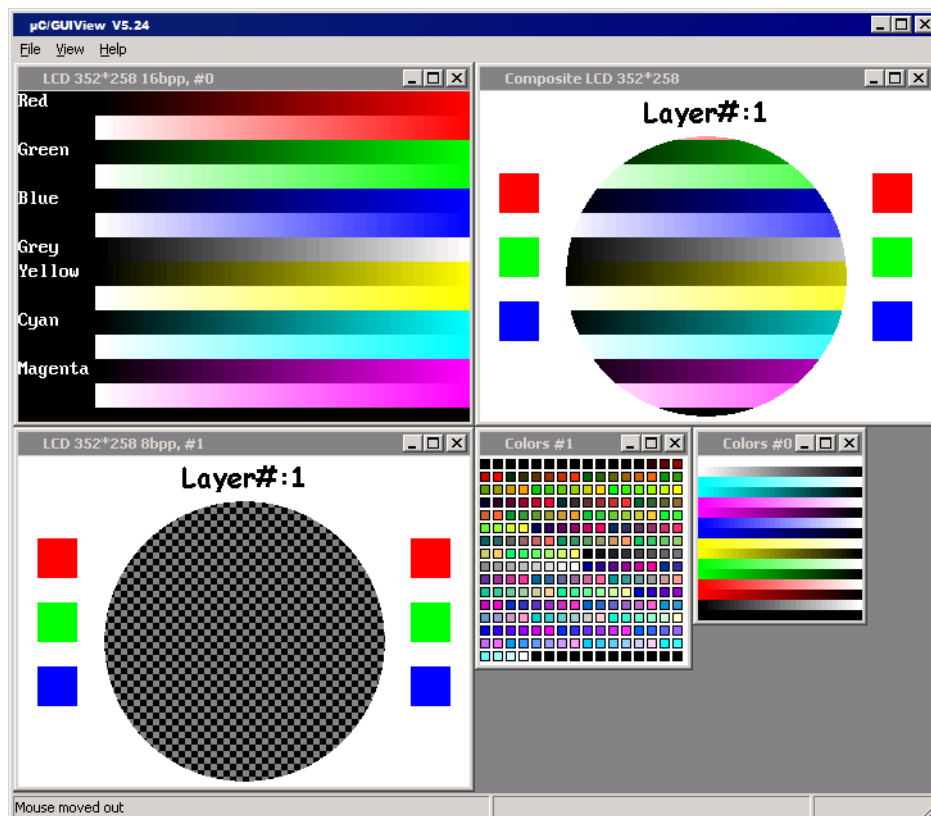 µC/GUIView V5.24
File View Help
LCD 352*258 16bpp, #0
Red
Green
Blue
Grey
Yellow
Cyan
Magenta
Composite LCD 352*258
Layer#:1
LCD 352*258 8bpp, #1
Layer#:1
Colors #1
Colors #0
Mouse moved out